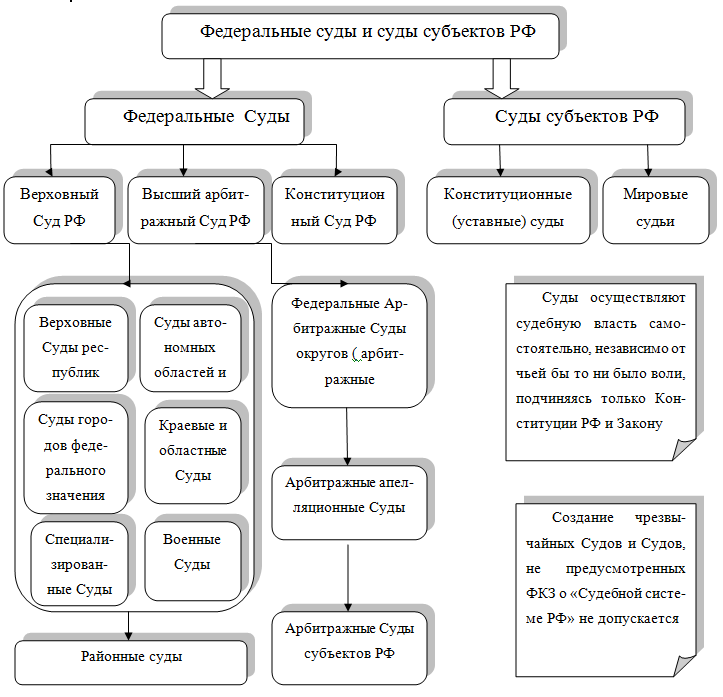 Федеральные суды и суды субъектов РФ
Федеральные Суды
Суды субъектов РФ
Верховный
Суд РФ
Высший арбит-
ражный Суд РФ
Конституцион
ный Суд РФ
Конституционные
(уставные) суды
Мировые
судьи
Верховные
Суды рес-
публик
Суды авто-
номных
областей и
Суды горо-
дов феде-
рального
значения
Краевые и
областные
Суды
Специали-
зирован-
ные Суды
Военные
Суды
Районные суды
Федеральные Ар-
битражные Суды
округов ( арбит-
ражные
Арбитражные апел-
ляционные Суды
Арбитражные Суды
субъектов РФ
Суды осуществляют
судебную власть само-
стоятельно, независимо от
чьей бы то ни было воли,
подчиняясь только Кон-
ституции РФ и Закону
Создание чрезвы-
чайных Судов и Судов,
не предусмотренных
ФКЗ о «Судебной систе-
ме РФ» не допускается